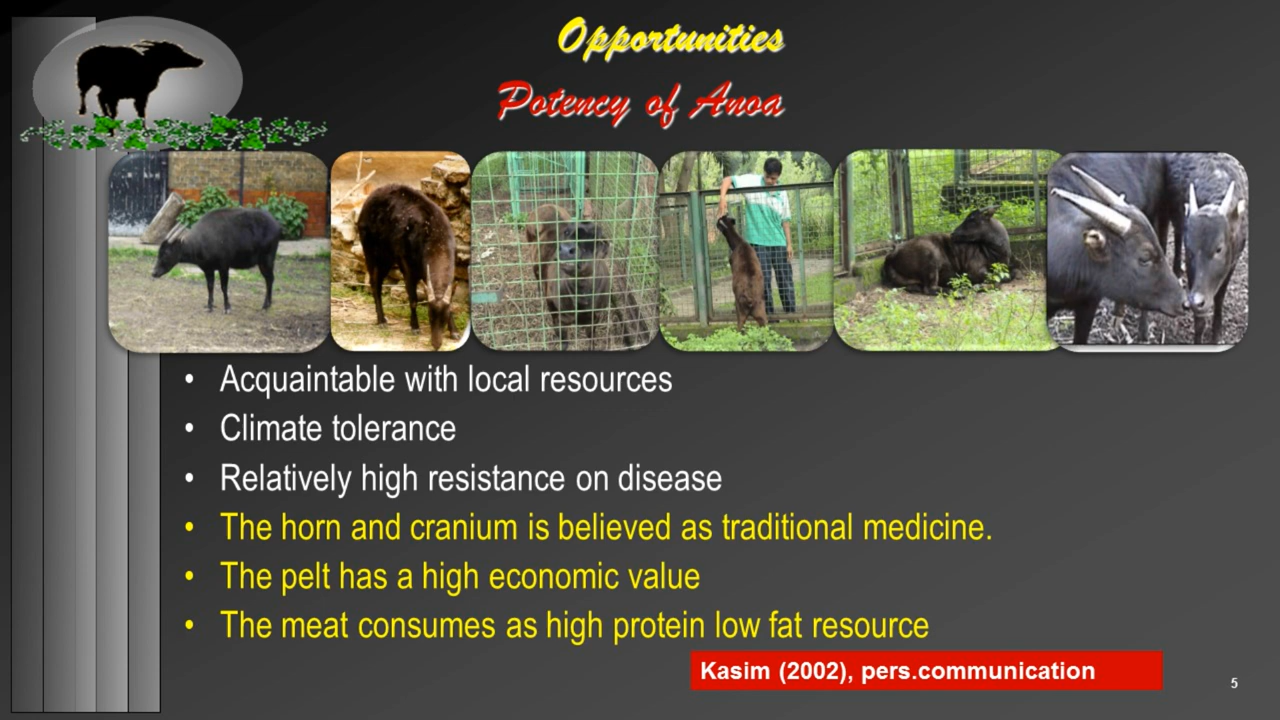 Opportunities
Potency of Anoa
• Acquaintable with local resources
• Climate tolerance
• Relatively high resistance on disease
• The horn and cranium is believed as traditional medicine.
• The pelt has a high economic value
• The meat consumes as high protein low fat resource
Kasim (2002), pers.communication
5